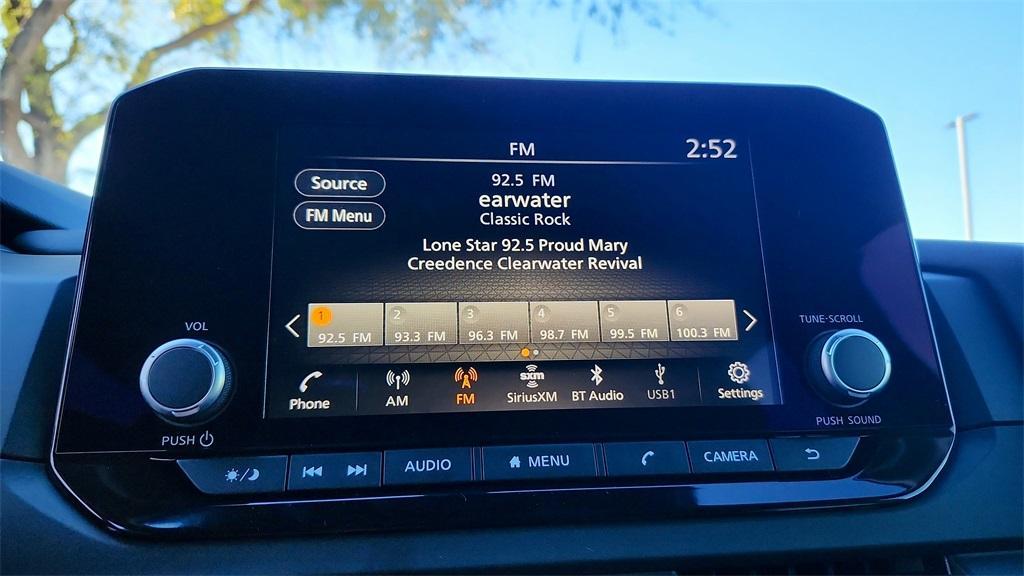 FM
2:52
Source
92.5 FM
earwater
FM Menu
Classic Rock
Lone Star 92.5 Proud Mary
Creedence Clearwater Revival
1 2 3 4 5 6
92.5 FM 93.3 FM 96.3 FM 98.7 FM 99.5 FM 100.3 FM
Phone AM FM sxm SiriusXM BT Audio USB1 Settings
VOL
PUSH
TUNE·SCROLL
PUSH SOUND
AUDIO MENU CAMERA